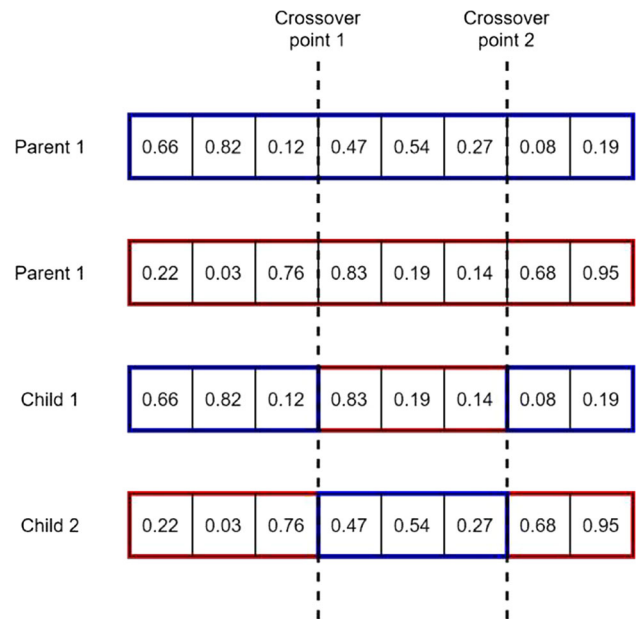 Crossover point 1
Crossover point 2
Parent 1 0.66 0.82 0.12 0.47 0.54 0.27 0.08 0.19
Parent 1 0.22 0.03 0.76 0.83 0.19 0.14 0.68 0.95
Child 1 0.66 0.82 0.12 0.83 0.19 0.14 0.08 0.19
Child 2 0.22 0.03 0.76 0.47 0.54 0.27 0.68 0.95